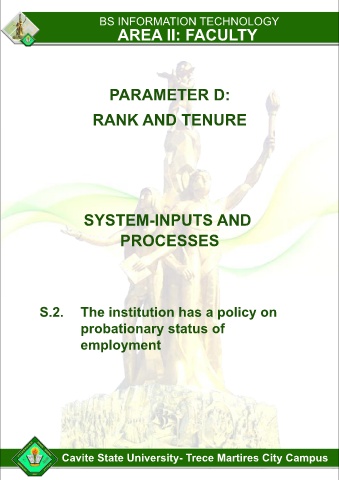 BS INFORMATION TECHNOLOGY
AREA II: FACULTY
PARAMETER D:
RANK AND TENURE
SYSTEM-INPUTS AND
PROCESSES
S.2. The institution has a policy on
probationary status of
employment
Cavite State University- Trece Martires City Campus